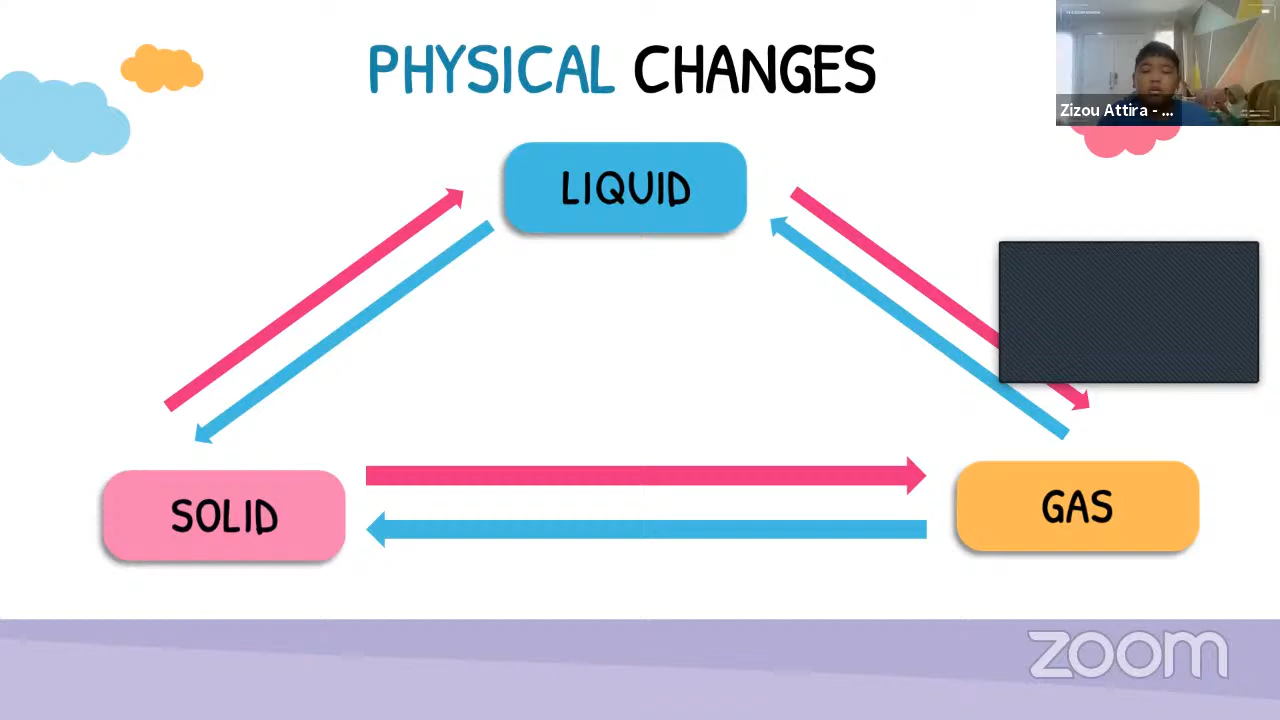 PHYSICAL CHANGES
Zizou Attira - ...
LIQUID
SOLID
GAS
zoom